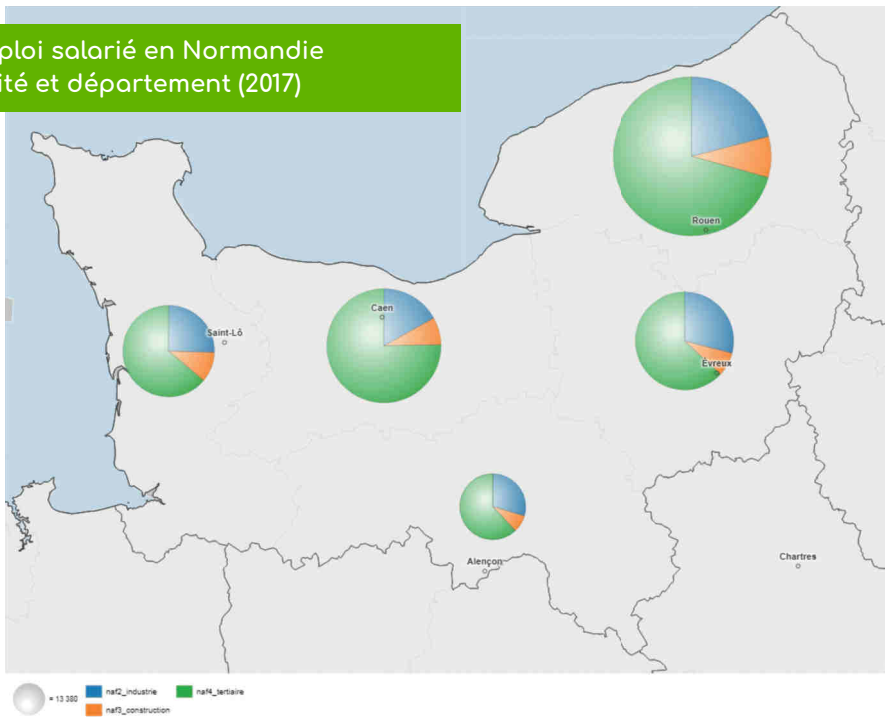 ploi salarié en Normandie
ité et département (2017)
Rouen
Caen
Saint-Lô
Évreux
Alençon
Chartres
= 13 380
naf2_industrie
naf4_tertiaire
naf3_construction